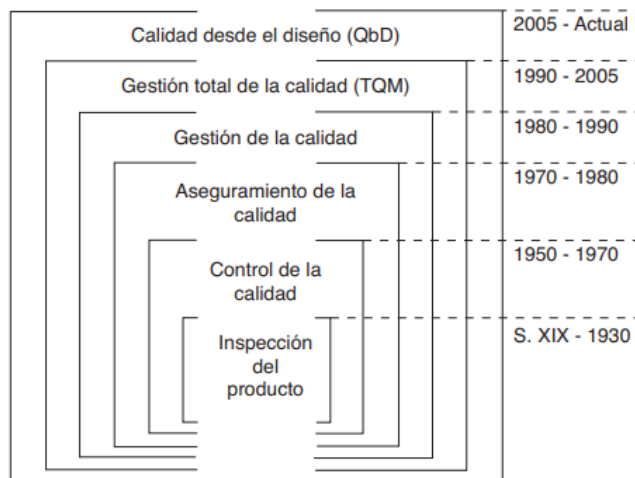 Calidad desde el diseño (QbD)
2005 - Actual
Gestión total de la calidad (TQM)
1990 - 2005
Gestión de la calidad
1980 - 1990
Aseguramiento de la
calidad
1970 - 1980
Control de la
calidad
1950 - 1970
Inspección
del
producto
S. XIX - 1930